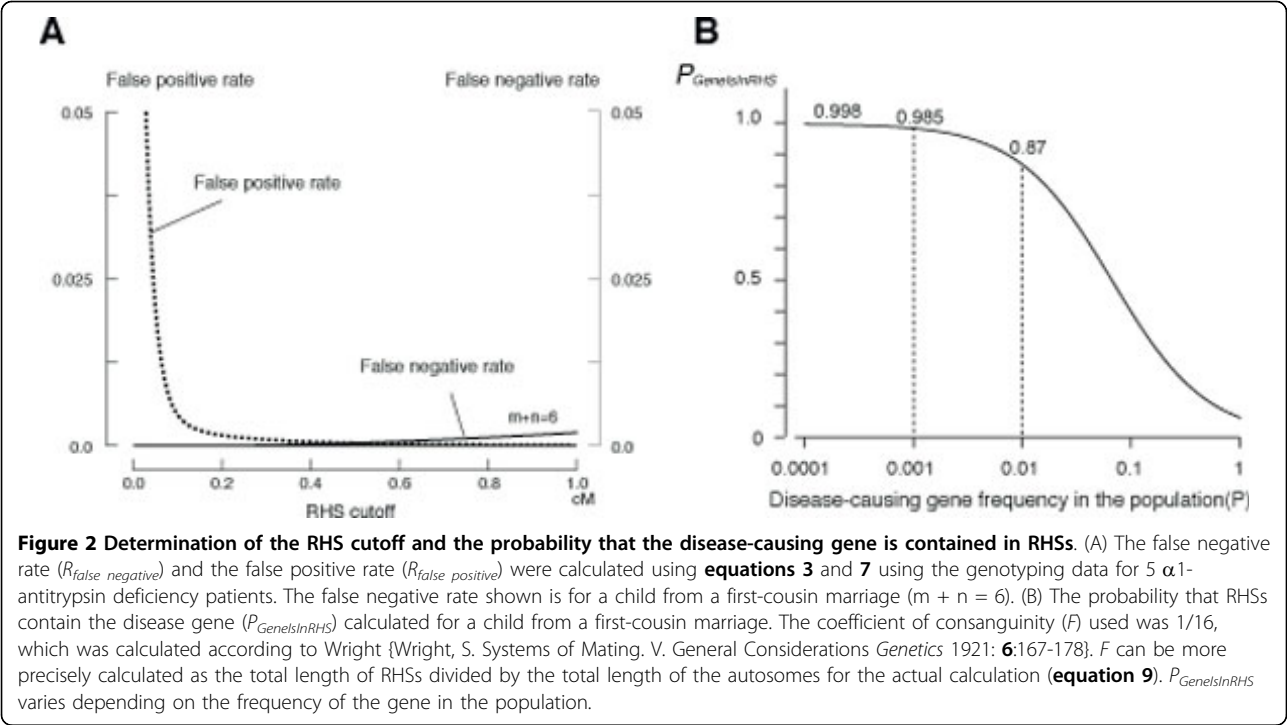 A
False positive rate
False negative rate
0.05
0.05
False positive rate
0.025
0.025
False negative rate
m+n=6
0.0
0.0
0.0 0.2 0.4 0.6 0.8 1.0
cM
RHS cutoff
B
PGeneIsInRHS
1.0
0.998
0.985
0.87
0.5
0
0.0001 0.001 0.01 0.1 1
Disease-causing gene frequency in the population(P)
Figure 2 Determination of the RHS cutoff and the probability that the disease-causing gene is contained in RHSs. (A) The false negative
rate (Rfalse negative) and the false positive rate (Rfalse positive) were calculated using equations 3 and 7 using the genotyping data for 5 α1-
antitrypsin deficiency patients. The false negative rate shown is for a child from a first-cousin marriage (m + n = 6). (B) The probability that RHSs
contain the disease gene (PGeneIsInRHS) calculated for a child from a first-cousin marriage. The coefficient of consanguinity (F) used was 1/16,
which was calculated according to Wright {Wright, S. Systems of Mating. V. General Considerations Genetics 1921: 6:167-178}. F can be more
precisely calculated as the total length of RHSs divided by the total length of the autosomes for the actual calculation (equation 9). PGeneIsInRHS
varies depending on the frequency of the gene in the population.